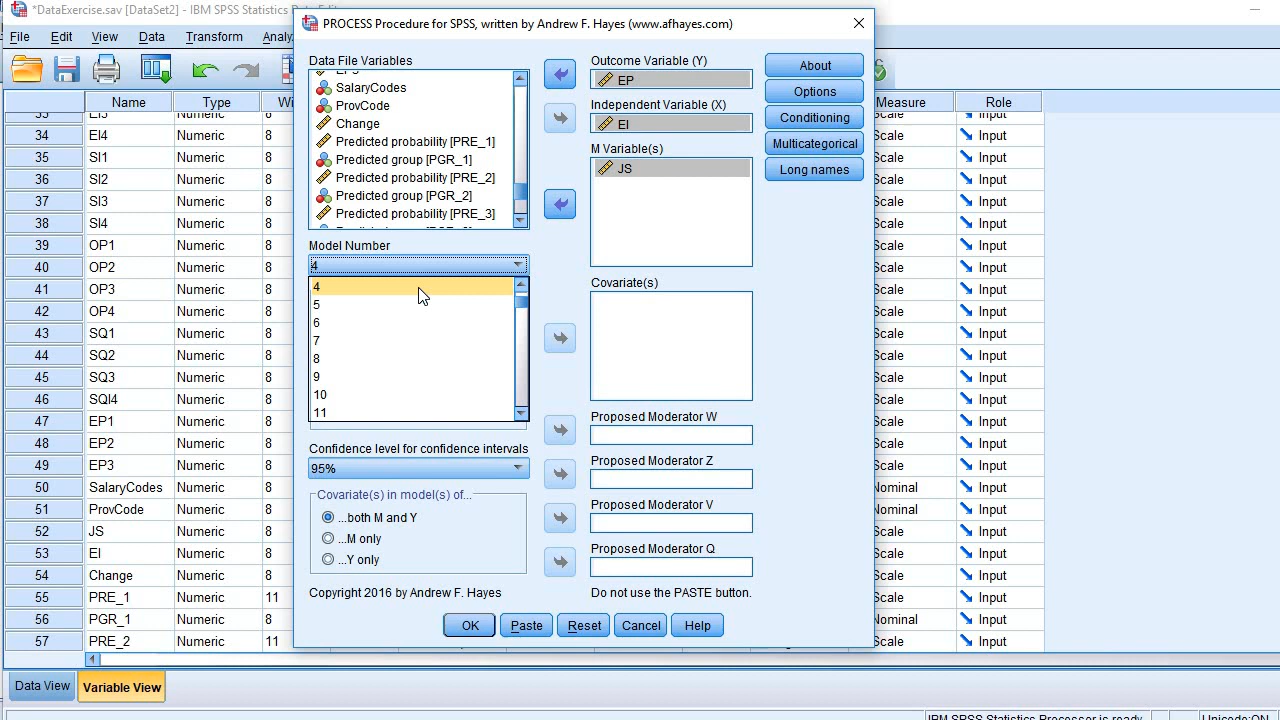 *DataExercise.sav [DataSet2] - IBM SPSS Statistics Data Edit
File Edit View Data Transform Analy
PROCESS Procedure for SPSS, written by Andrew F. Hayes (www.afhayes.com)
Name Type Wi Measure Role
EI3 Numeric 8 Scale Input
34 EI4 Numeric 8 Scale Input
35 SI1 Numeric 8 Scale Input
36 SI2 Numeric 8 Scale Input
37 SI3 Numeric 8 Scale Input
38 SI4 Numeric 8 Scale Input
39 OP1 Numeric 8 Scale Input
40 OP2 Numeric 8 Scale Input
41 OP3 Numeric 8 Scale Input
42 OP4 Numeric 8 Scale Input
43 SQ1 Numeric 8 Scale Input
44 SQ2 Numeric 8 Scale Input
45 SQ3 Numeric 8 Scale Input
46 SQI4 Numeric 8 Scale Input
47 EP1 Numeric 8 Scale Input
48 EP2 Numeric 8 Scale Input
49 EP3 Numeric 8 Scale Input
50 SalaryCodes Numeric 8 Nominal Input
51 ProvCode Numeric 8 Nominal Input
52 JS Numeric 8 Scale Input
53 EI Numeric 8 Scale Input
54 Change Numeric 8 Scale Input
55 PRE_1 Numeric 11 Scale Input
56 PGR_1 Numeric 8 Nominal Input
57 PRE_2 Numeric 11 Scale Input
Data File Variables
SalaryCodes
ProvCode
Change
Predicted probability [PRE_1]
Predicted group [PGR_1]
Predicted probability [PRE_2]
Predicted group [PGR_2]
Predicted probability [PRE_3]
Model Number
4
4
5
6
7
8
9
10
11
Confidence level for confidence intervals
95%
Covariate(s) in model(s) of...
...both M and Y
...M only
...Y only
Copyright 2016 by Andrew F. Hayes
Outcome Variable (Y)
EP
Independent Variable (X)
EI
M Variable(s)
JS
Covariate(s)
Proposed Moderator W
Proposed Moderator Z
Proposed Moderator V
Proposed Moderator Q
Do not use the PASTE button.
About
Options
Conditioning
Multicategorical
Long names
OK Paste Reset Cancel Help
Data View Variable View
IBM SPSS Statistics Processor is ready Unicode:ON